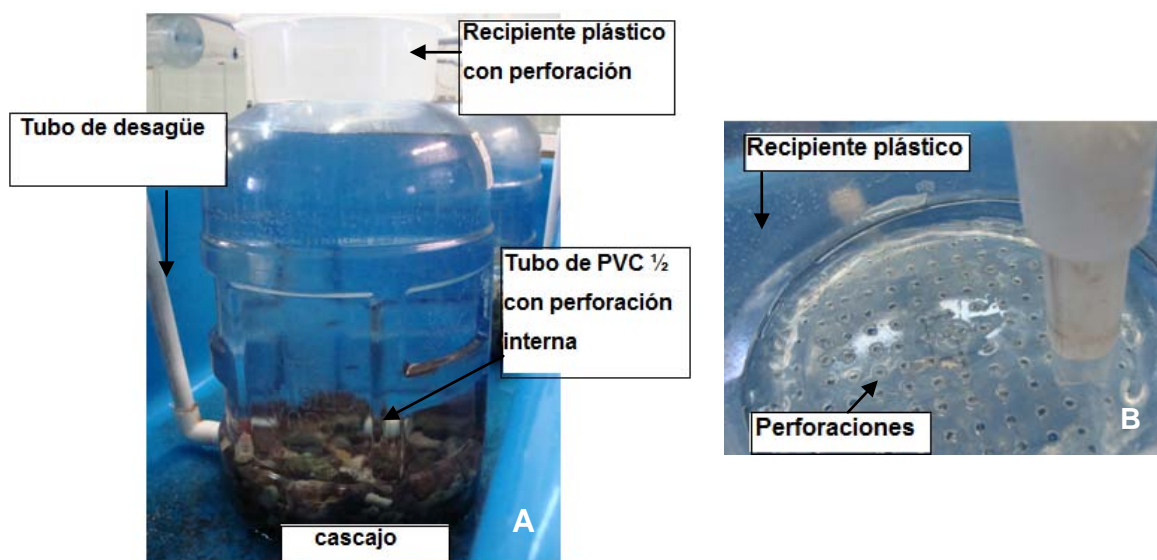 Recipiente plástico
con perforación
Tubo de desagüe
Tubo de PVC ½
con perforación
interna
cascajo
A
Recipiente plástico
Perforaciones
B